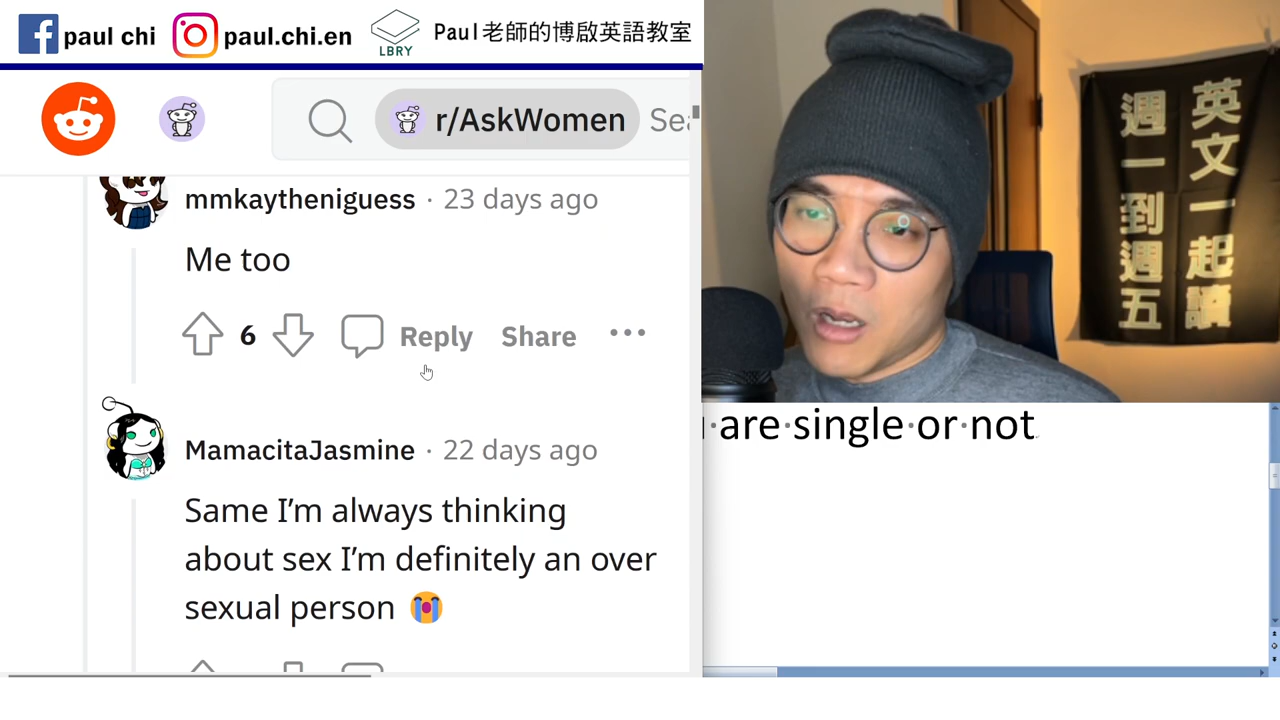 paul chi
paul.chi.en
LBRY
Paul老師的博啟英語教室
r/AskWomen
Sea
mmkaytheniguess · 23 days ago
Me too
6 Reply Share ···
MamacitaJasmine · 22 days ago
Same I'm always thinking
about sex I'm definitely an over
sexual person 😭
英文一起讀
週一到週五
are·single·or·not